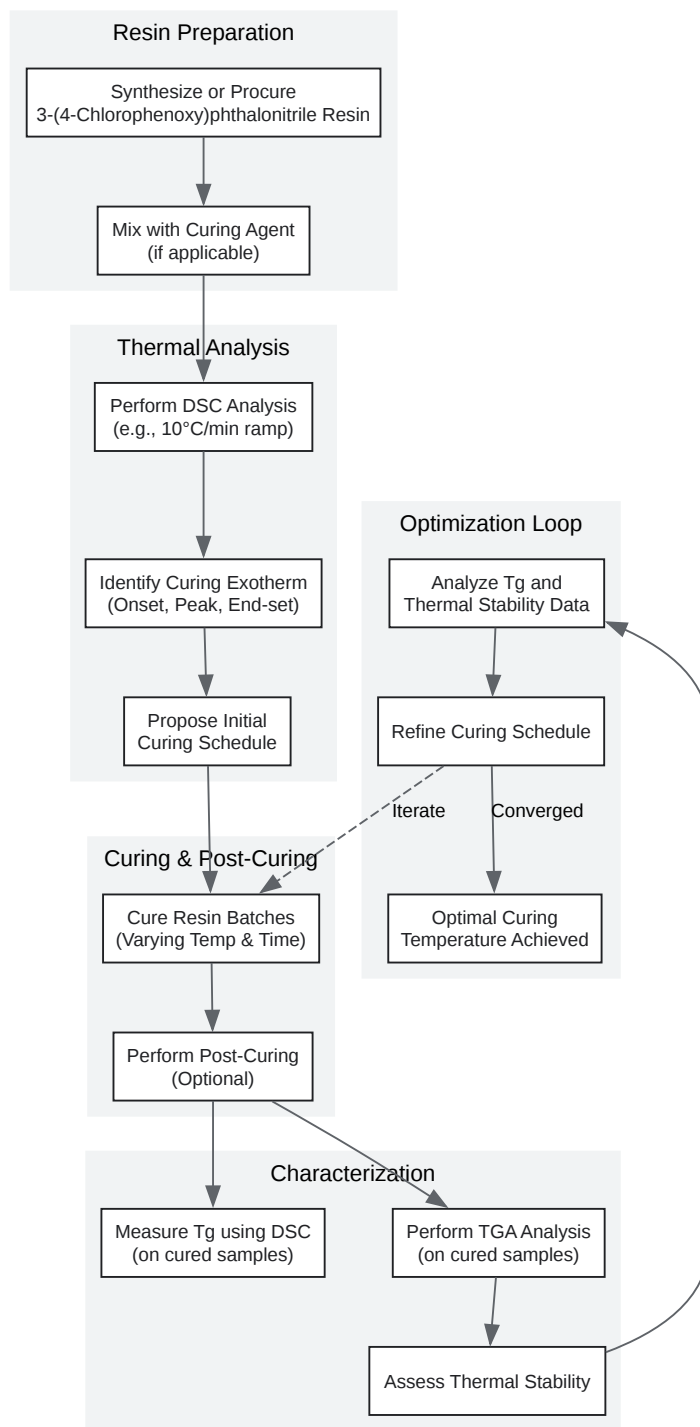 Resin Preparation
Synthesize or Procure
3-(4-Chlorophenoxy)phthalonitrile Resin
Mix with Curing Agent
(if applicable)
Thermal Analysis
Perform DSC Analysis
(e.g., 10°C/min ramp)
Identify Curing Exotherm
(Onset, Peak, End-set)
Propose Initial
Curing Schedule
Optimization Loop
Analyze Tg and
Thermal Stability Data
Refine Curing Schedule
Iterate
Converged
Optimal Curing
Temperature Achieved
Curing & Post-Curing
Cure Resin Batches
(Varying Temp & Time)
Perform Post-Curing
(Optional)
Characterization
Measure Tg using DSC
(on cured samples)
Perform TGA Analysis
(on cured samples)
Assess Thermal Stability